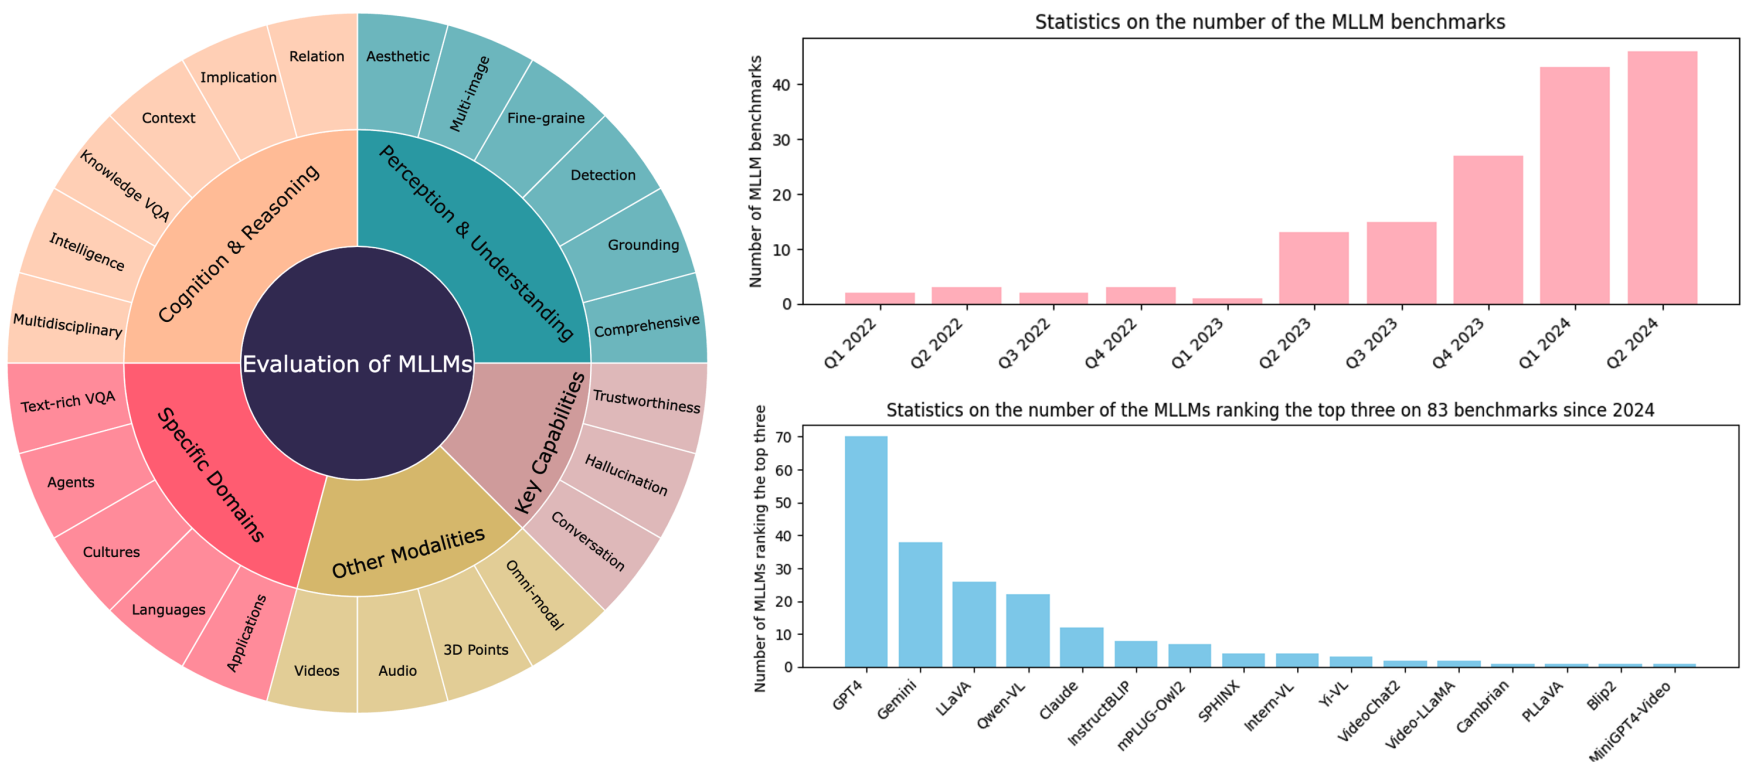 Relation
Aesthetic
Implication
Multi-image
Context
Fine-graine
Knowledge VQA
Detection
Intelligence
Grounding
Multidisciplinary
Comprehensive
Cognition & Reasoning
Perception & Understanding
Evaluation of MLLMs
Text-rich VQA
Trustworthiness
Agents
Hallucination
Cultures
Conversation
Languages
Omni-modal
Applications
3D Points
Videos
Audio
Specific Domains
Other Modalities
Key Capabilities
Statistics on the number of the MLLM benchmarks
Number of MLLM benchmarks
40
30
20
10
0
Q1 2022
Q2 2022
Q3 2022
Q4 2022
Q1 2023
Q2 2023
Q3 2023
Q4 2023
Q1 2024
Q2 2024
Statistics on the number of the MLLMs ranking the top three on 83 benchmarks since 2024
Number of MLLMs ranking the top three
70
60
50
40
30
20
10
0
GPT4
Gemini
LLaVA
Qwen-VL
Claude
InstructBLIP
mPLUG-Owl2
SPHINX
Intern-VL
Yi-VL
VideoChat2
Video-LLaMA
Cambrian
PLLaVA
Blip2
MiniGPT4-Video